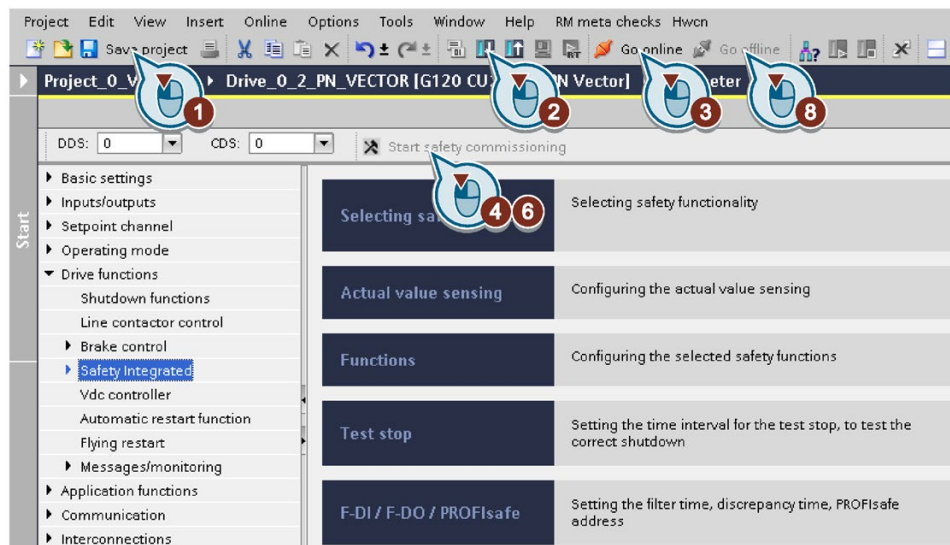 Project Edit View Insert Online Options Tools Window Help RM meta checks Hwcn
Save project Go online Go offline
Project_0_V Drive_0_2_PN_VECTOR [G120 CU PN Vector] eter
1 2 3 8
DDS: 0 CDS: 0 Start safety commissioning
4 6
Start
Basic settings
Inputs/outputs
Setpoint channel
Operating mode
Drive functions
Shutdown functions
Line contactor control
Brake control
Safety Integrated
Vdc controller
Automatic restart function
Flying restart
Messages/monitoring
Application functions
Communication
Interconnections
Selecting sa Selecting safety functionality
Actual value sensing Configuring the actual value sensing
Functions Configuring the selected safety functions
Test stop Setting the time interval for the test stop, to test the
correct shutdown
F-DI / F-DO / PROFIsafe Setting the filter time, discrepancy time, PROFIsafe
address